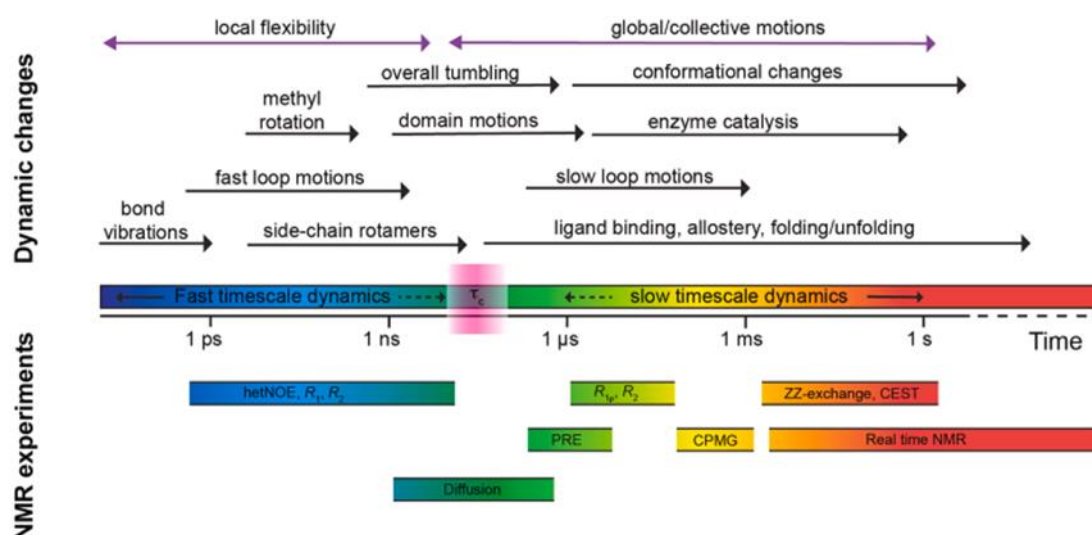 local flexibility
global/collective motions
overall tumbling
conformational changes
methyl
rotation
domain motions
enzyme catalysis
fast loop motions
slow loop motions
bond
vibrations
side-chain rotamers
ligand binding, allostery, folding/unfolding
Dynamic changes
Fast timescale dynamics
τc
slow timescale dynamics
1 ps
1 ns
1 μs
1 ms
1 s
Time
NMR experiments
hetNOE, R1, R2
R1ρ, R2
ZZ-exchange, CEST
PRE
CPMG
Real time NMR
Diffusion